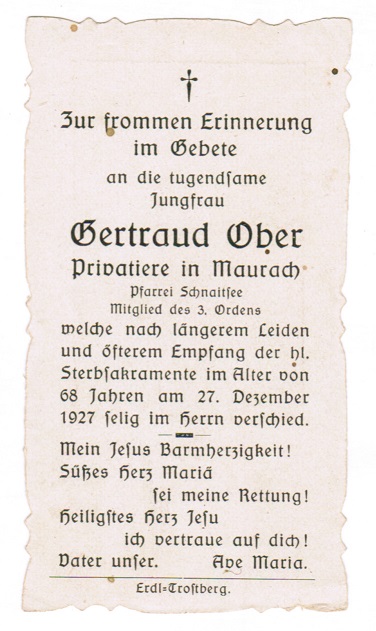 Zur frommen Erinnerung
im Gebete
an die tugendsame
Jungfrau
Gertraud Ober
Privatiere in Maurach
Pfarrei Schnaitsee
Mitglied des 3. Ordens
welche nach längerem Leiden
und öfterem Empfang der hl.
Sterbsakramente im Alter von
68 Jahren am 27. Dezember
1927 selig im Herrn verschied.
Mein Jesus Barmherzigkeit!
Süßes Herz Mariä
sei meine Rettung!
Heiligstes Herz Jesu
ich vertraue auf dich!
Vater unser. Ave Maria.
Erdl=Trostberg.